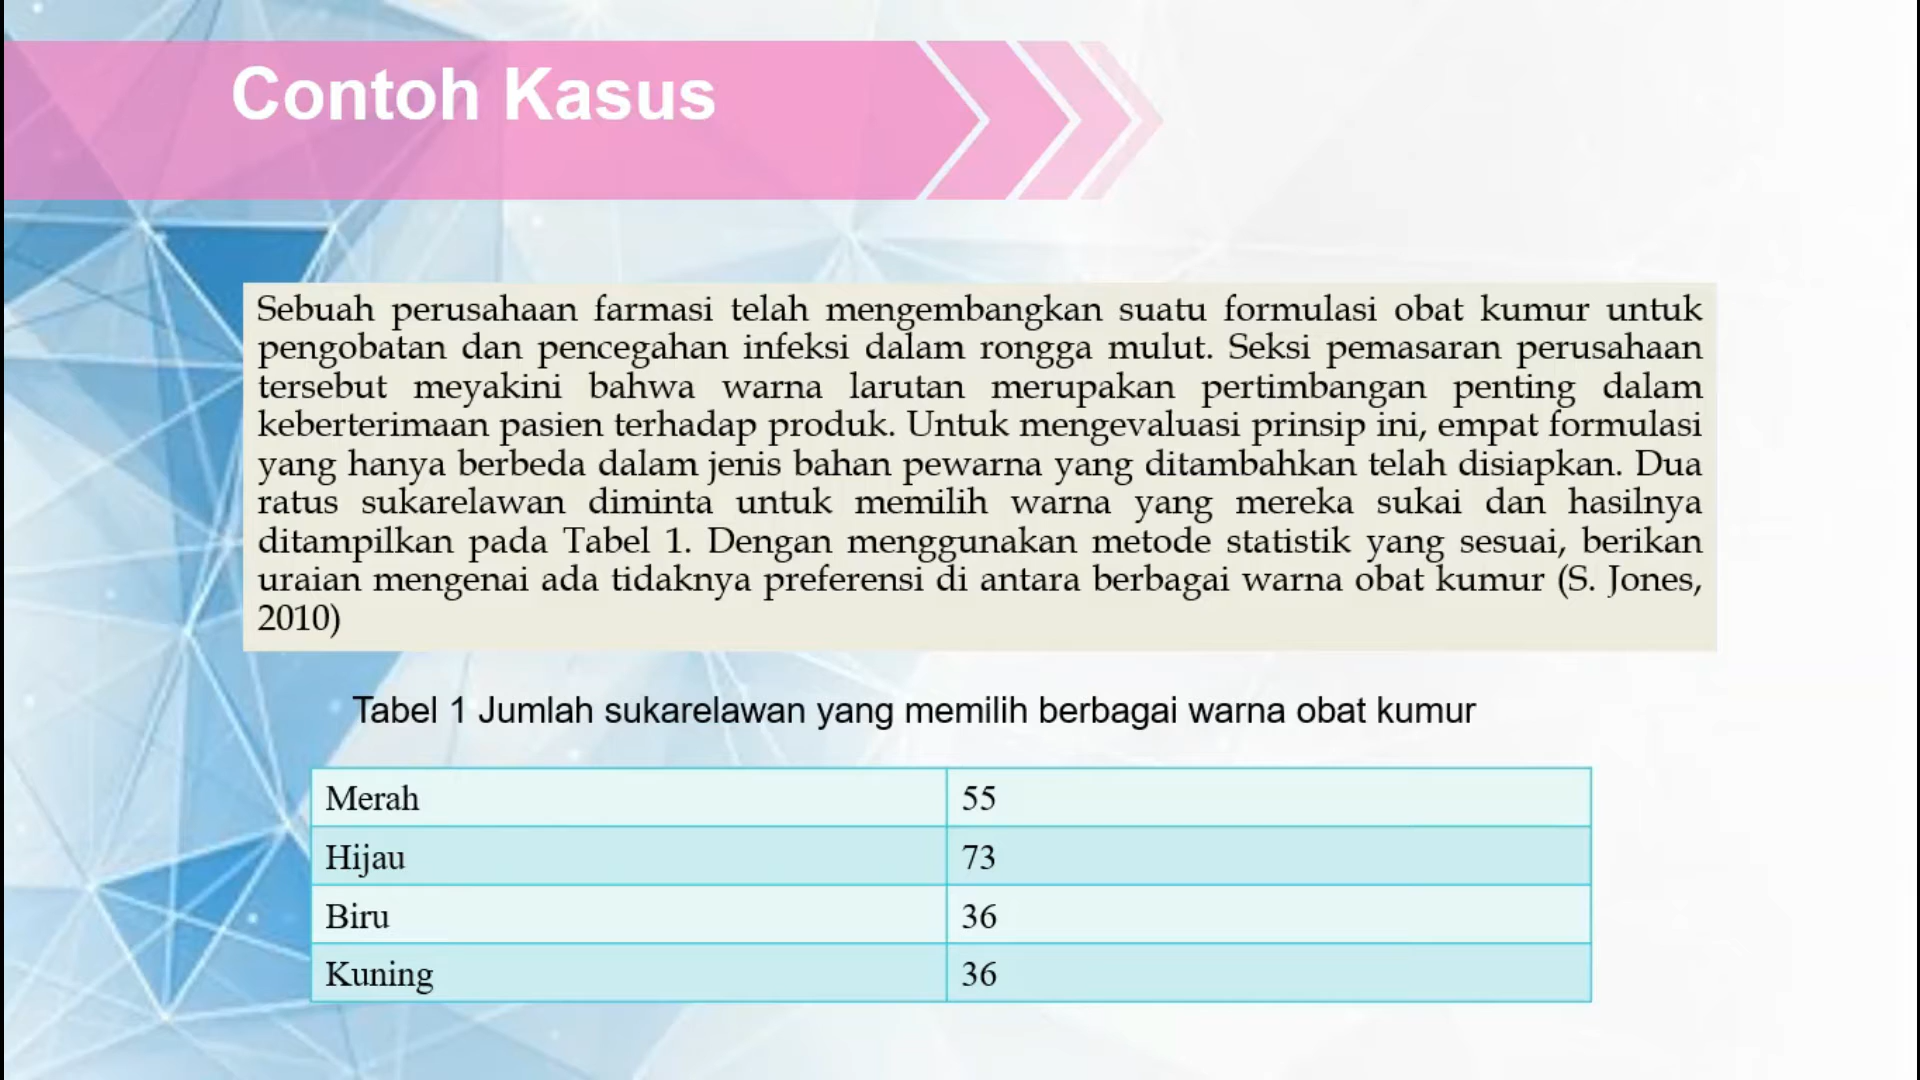 Contoh Kasus
Sebuah perusahaan farmasi telah mengembangkan suatu formulasi obat kumur untuk
pengobatan dan pencegahan infeksi dalam rongga mulut. Seksi pemasaran perusahaan
tersebut meyakini bahwa warna larutan merupakan pertimbangan penting dalam
keberterimaan pasien terhadap produk. Untuk mengevaluasi prinsip ini, empat formulasi
yang hanya berbeda dalam jenis bahan pewarna yang ditambahkan telah disiapkan. Dua
ratus sukarelawan diminta untuk memilih warna yang mereka sukai dan hasilnya
ditampilkan pada Tabel 1. Dengan menggunakan metode statistik yang sesuai, berikan
uraian mengenai ada tidaknya preferensi di antara berbagai warna obat kumur (S. Jones,
2010)
Tabel 1 Jumlah sukarelawan yang memilih berbagai warna obat kumur
Merah 55
Hijau 73
Biru 36
Kuning 36